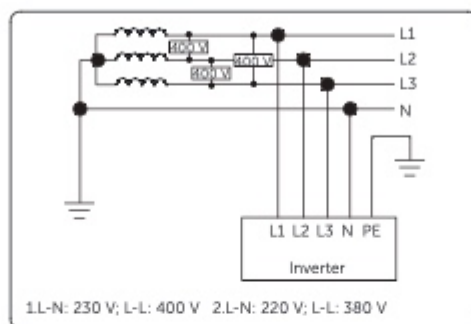 L1
400 V
L2
400 V
400 V
L3
N
L1 L2 L3 N PE
Inverter
1.L-N: 230 V; L-L: 400 V 2.L-N: 220 V; L-L: 380 V